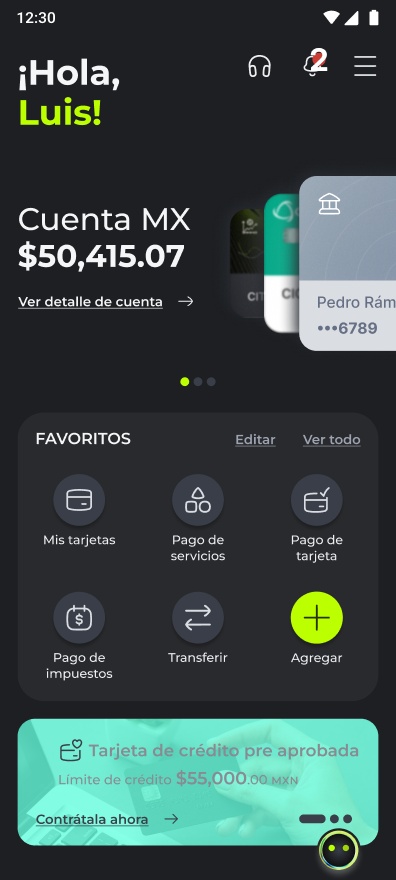 12:30
¡Hola,
2
Luis!
Cuenta MX
$50,415.07
Ver detalle de cuenta
Pedro Rám
•••6789
FAVORITOS
Editar
Ver todo
Mis tarjetas
Pago de
servicios
Pago de
tarjeta
Pago de
impuestos
Transferir
Agregar
Tarjeta de crédito pre aprobada
Límite de crédito $55,000.00 MXN
Contrátala ahora